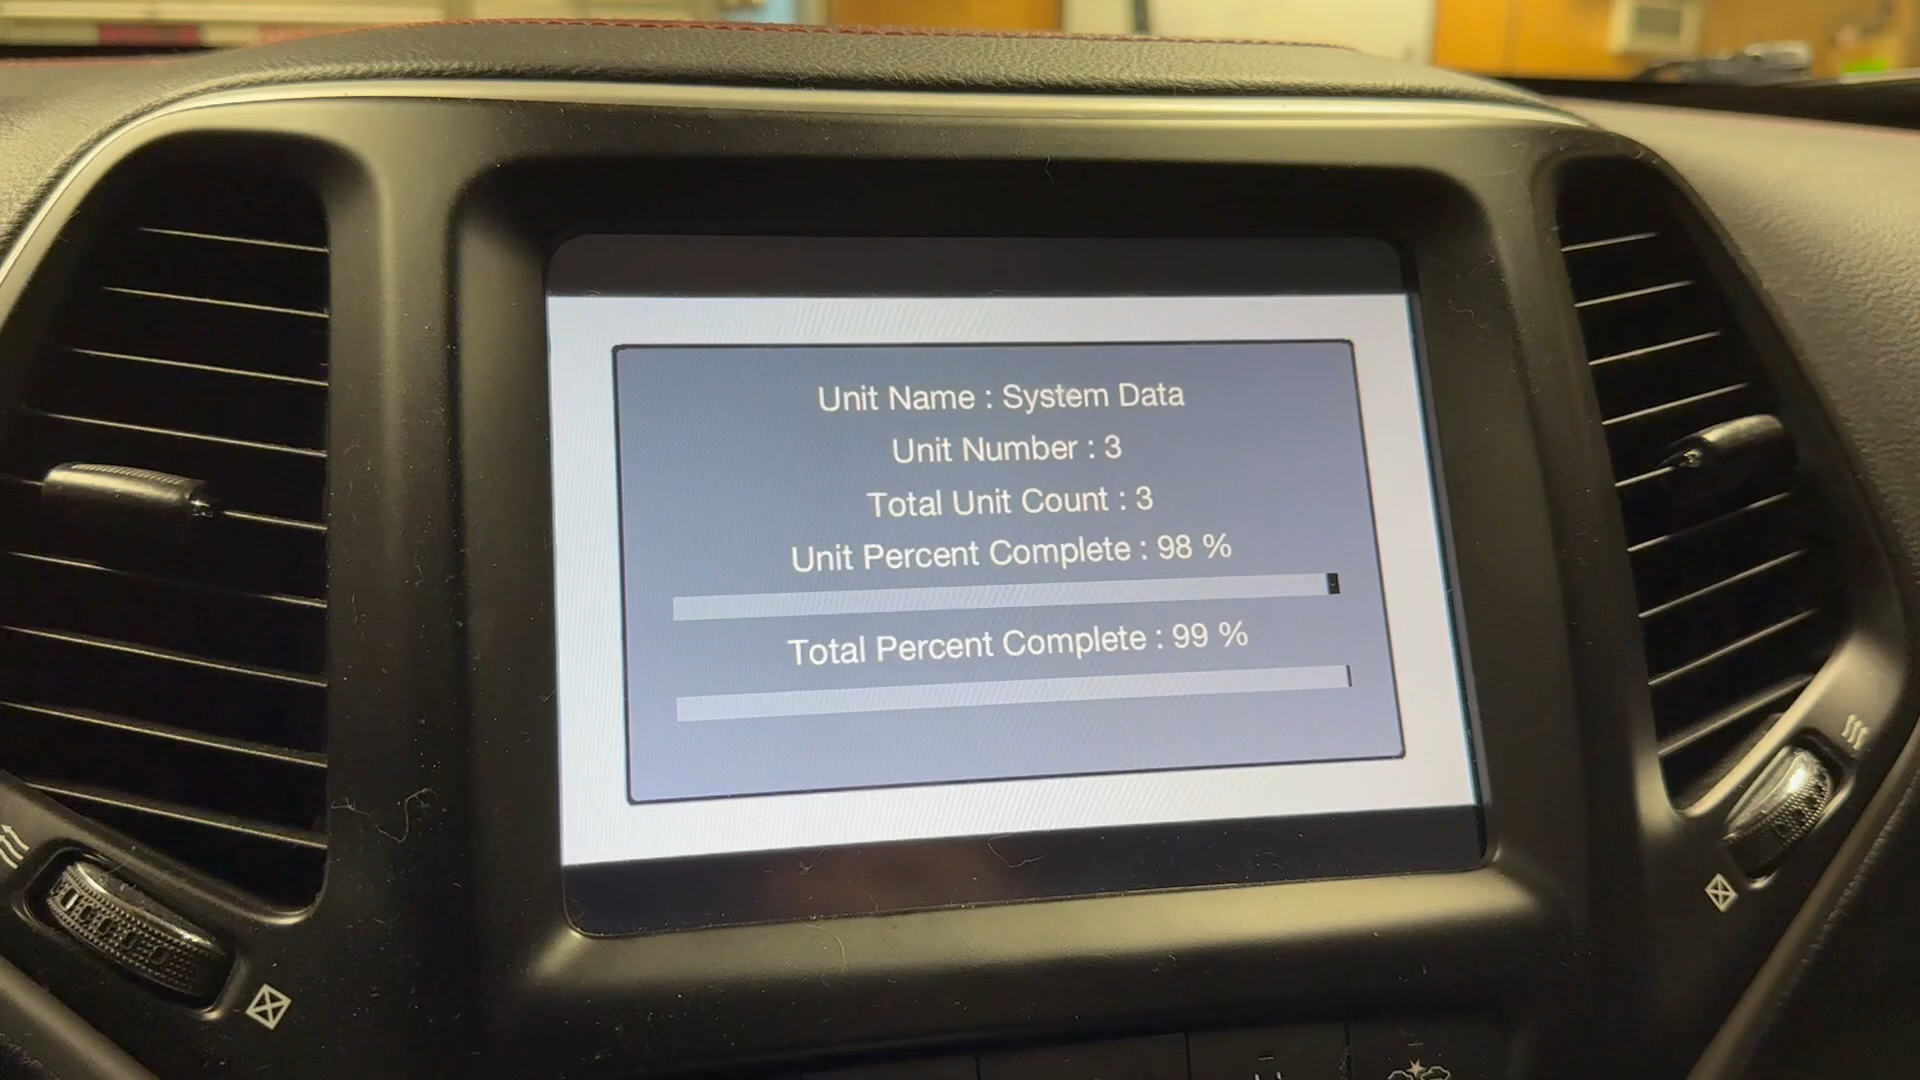 Unit Name : System Data
Unit Number : 3
Total Unit Count : 3
Unit Percent Complete : 98 %
Total Percent Complete : 99 %